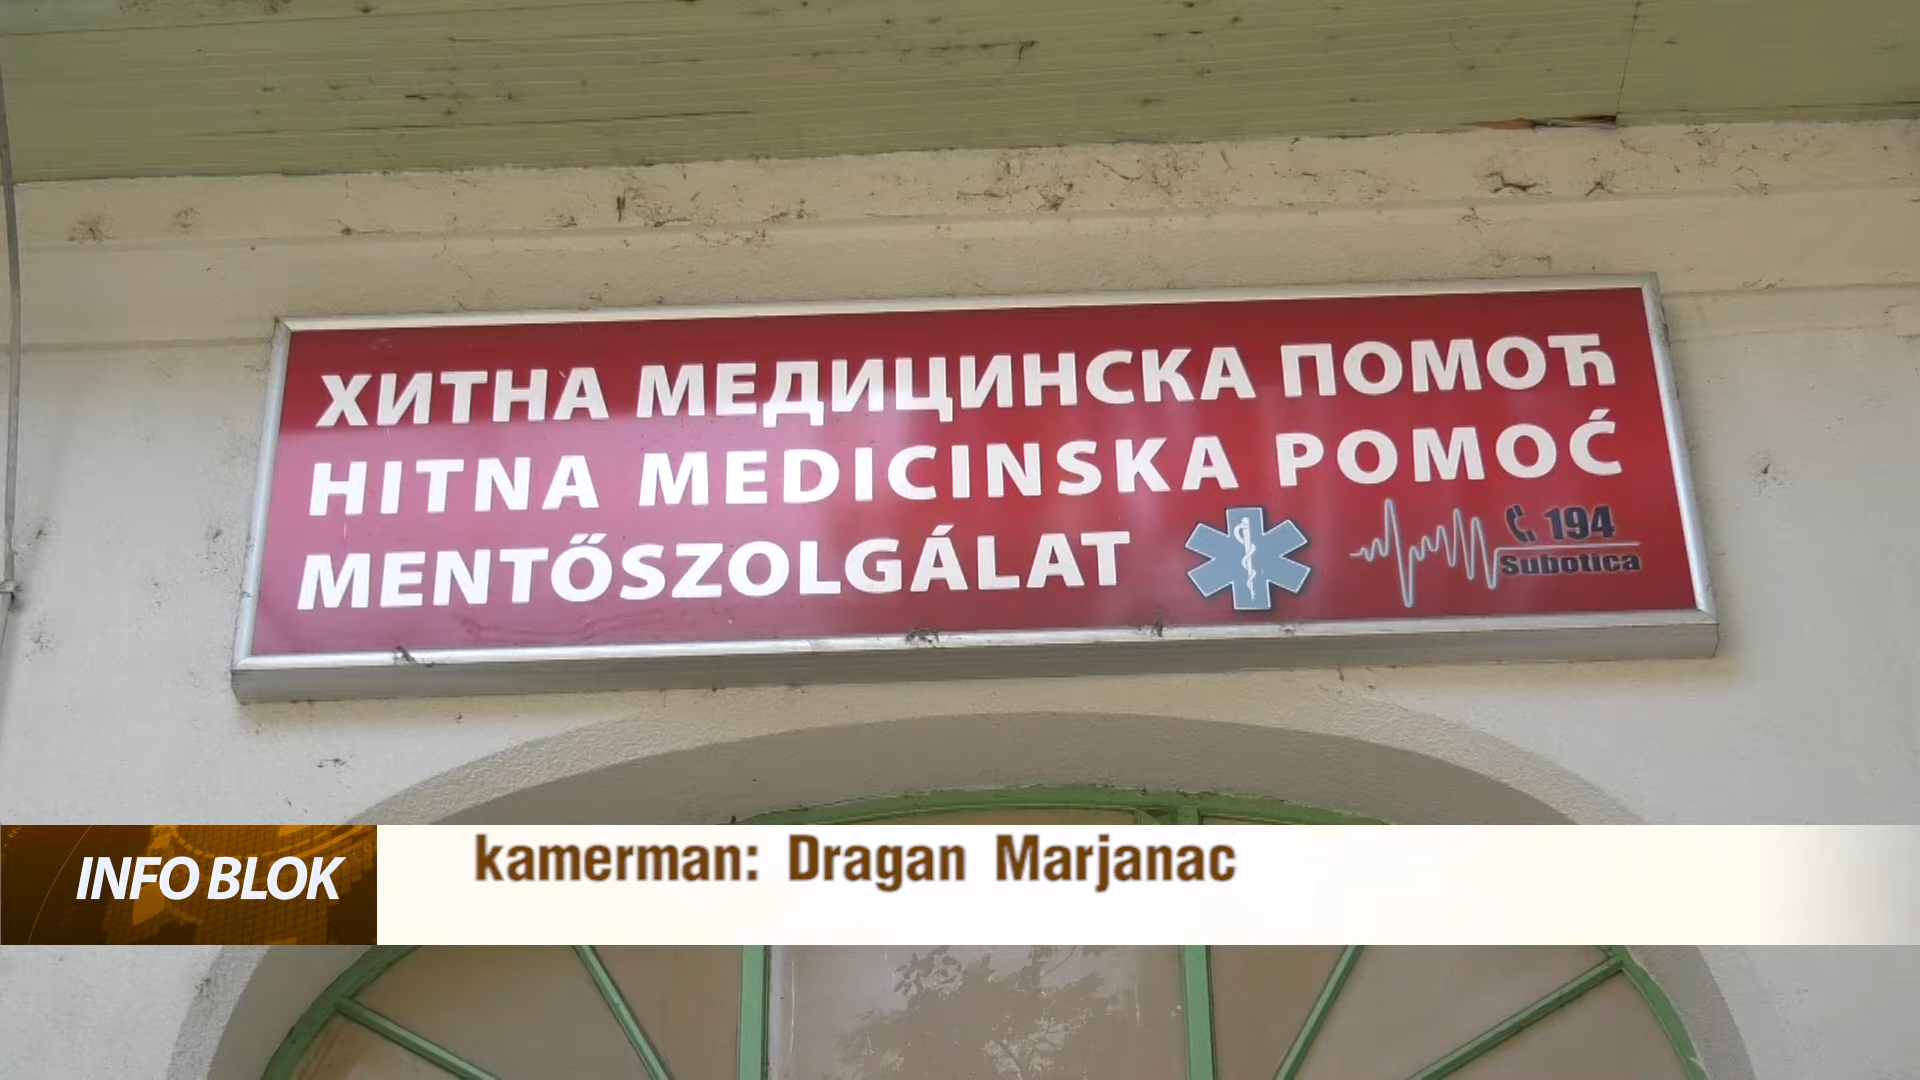 ХИТНА МЕДИЦИНСКА ПОМОЋ
HITNA MEDICINSKA POMOĆ
MENTŐSZOLGÁLAT
194
Subotica
INFO BLOK
kamerman: Dragan Marjanac